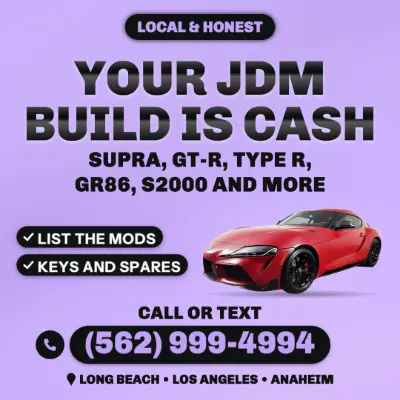 LOCAL & HONEST
YOUR JDM
BUILD IS CASH
SUPRA, GT-R, TYPE R,
GR86, S2000 AND MORE
LIST THE MODS
KEYS AND SPARES
CALL OR TEXT
(562) 999-4994
LONG BEACH • LOS ANGELES • ANAHEIM